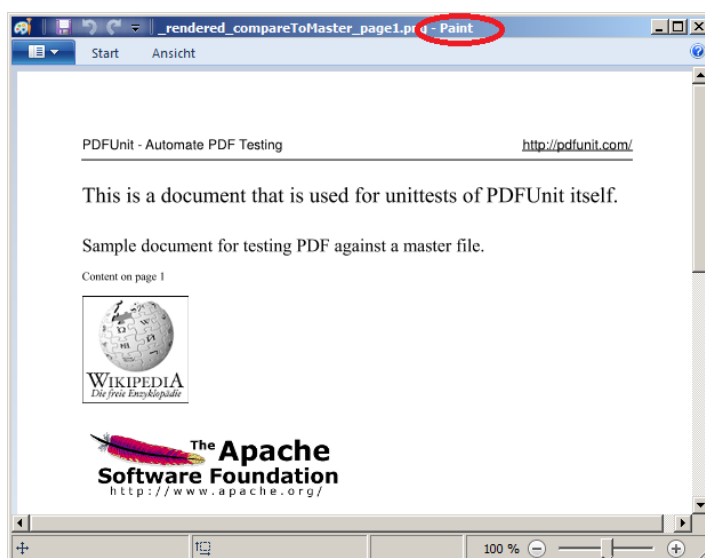 _rendered_compareToMaster_page1.png - Paint
Start Ansicht
PDFUnit - Automate PDF Testing http://pdfunit.com/
This is a document that is used for unittests of PDFUnit itself.
Sample document for testing PDF against a master file.
Content on page 1
WIKIPEDIA
Die freie Enzyklopädie
The Apache
Software Foundation
http://www.apache.org/
100 %